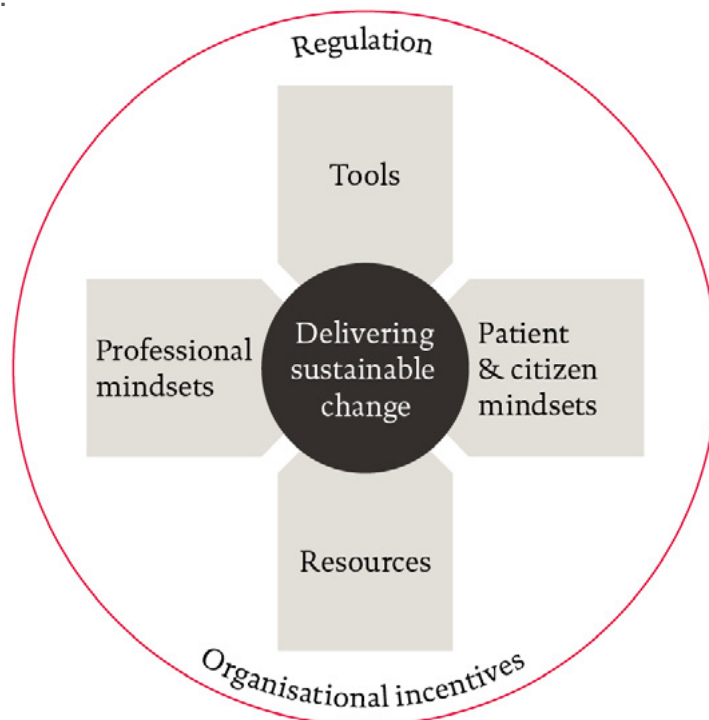 Regulation
Tools
Professional
mindsets
Delivering
sustainable
change
Patient
& citizen
mindsets
Resources
Organisational incentives